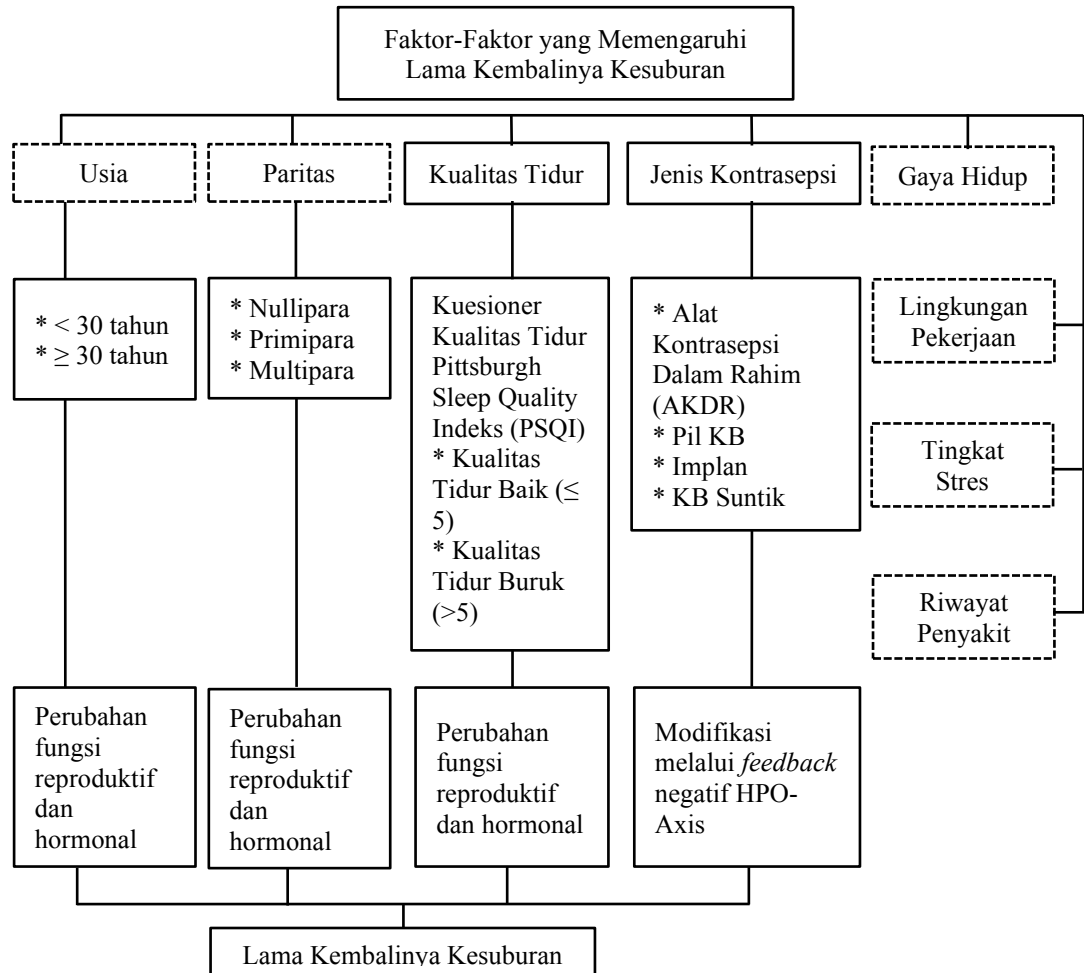 Faktor-Faktor yang Memengaruhi
Lama Kembalinya Kesuburan
Usia
Paritas
Kualitas Tidur
Jenis Kontrasepsi
Gaya Hidup
* < 30 tahun
* ≥ 30 tahun
* Nullipara
* Primipara
* Multipara
Kuesioner
Kualitas Tidur
Pittsburgh
Sleep Quality
Indeks (PSQI)
* Kualitas
Tidur Baik (≤
5)
* Kualitas
Tidur Buruk
(>5)
* Alat
Kontrasepsi
Dalam Rahim
(AKDR)
* Pil KB
* Implan
* KB Suntik
Lingkungan
Pekerjaan
Tingkat
Stres
Riwayat
Penyakit
Perubahan
fungsi
reproduktif
dan
hormonal
Perubahan
fungsi
reproduktif
dan
hormonal
Perubahan
fungsi
reproduktif
dan hormonal
Modifikasi
melalui feedback
negatif HPO-
Axis
Lama Kembalinya Kesuburan